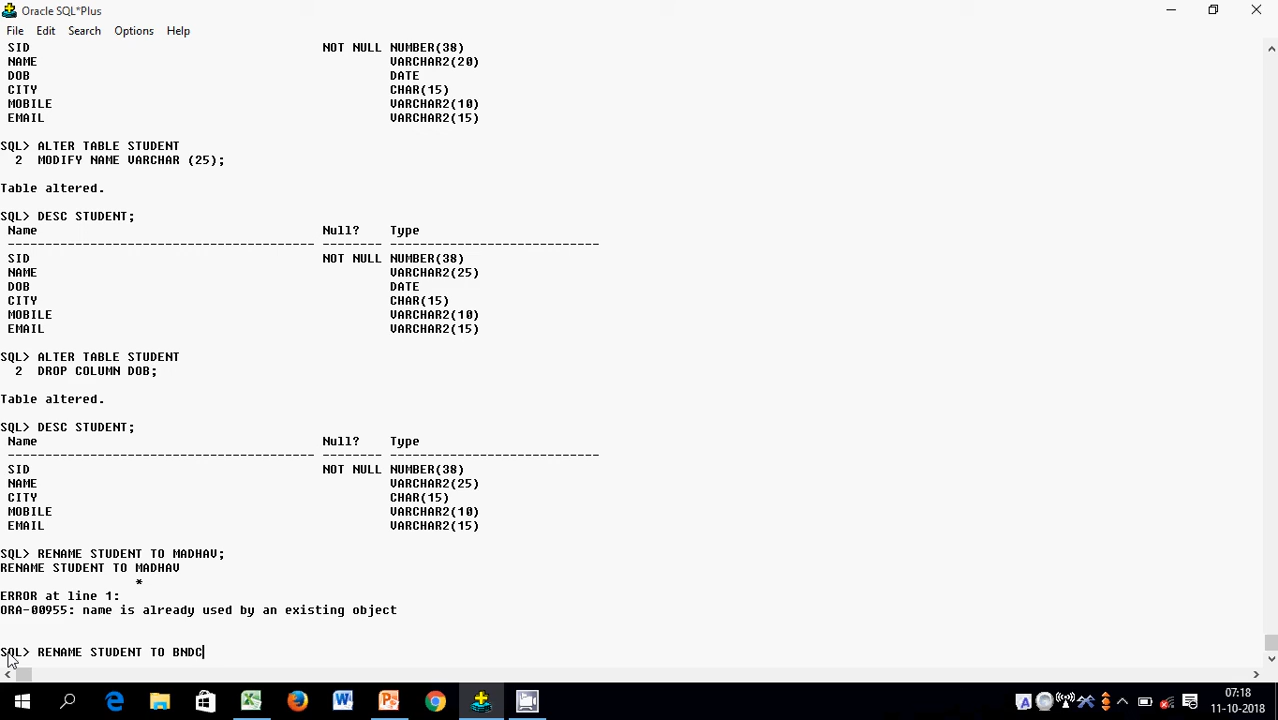 Oracle SQL*Plus
File Edit Search Options Help
SID NOT NULL NUMBER(38)
NAME VARCHAR2(20)
DOB DATE
CITY CHAR(15)
MOBILE VARCHAR2(10)
EMAIL VARCHAR2(15)
SQL> ALTER TABLE STUDENT
2 MODIFY NAME VARCHAR (25);
Table altered.
SQL> DESC STUDENT;
Name Null? Type
----------------------------------------- -------- ----------------------------
SID NOT NULL NUMBER(38)
NAME VARCHAR2(25)
DOB DATE
CITY CHAR(15)
MOBILE VARCHAR2(10)
EMAIL VARCHAR2(15)
SQL> ALTER TABLE STUDENT
2 DROP COLUMN DOB;
Table altered.
SQL> DESC STUDENT;
Name Null? Type
----------------------------------------- -------- ----------------------------
SID NOT NULL NUMBER(38)
NAME VARCHAR2(25)
CITY CHAR(15)
MOBILE VARCHAR2(10)
EMAIL VARCHAR2(15)
SQL> RENAME STUDENT TO MADHAV;
RENAME STUDENT TO MADHAV
*
ERROR at line 1:
ORA-00955: name is already used by an existing object
SQL> RENAME STUDENT TO BNDC
07:18
11-10-2018